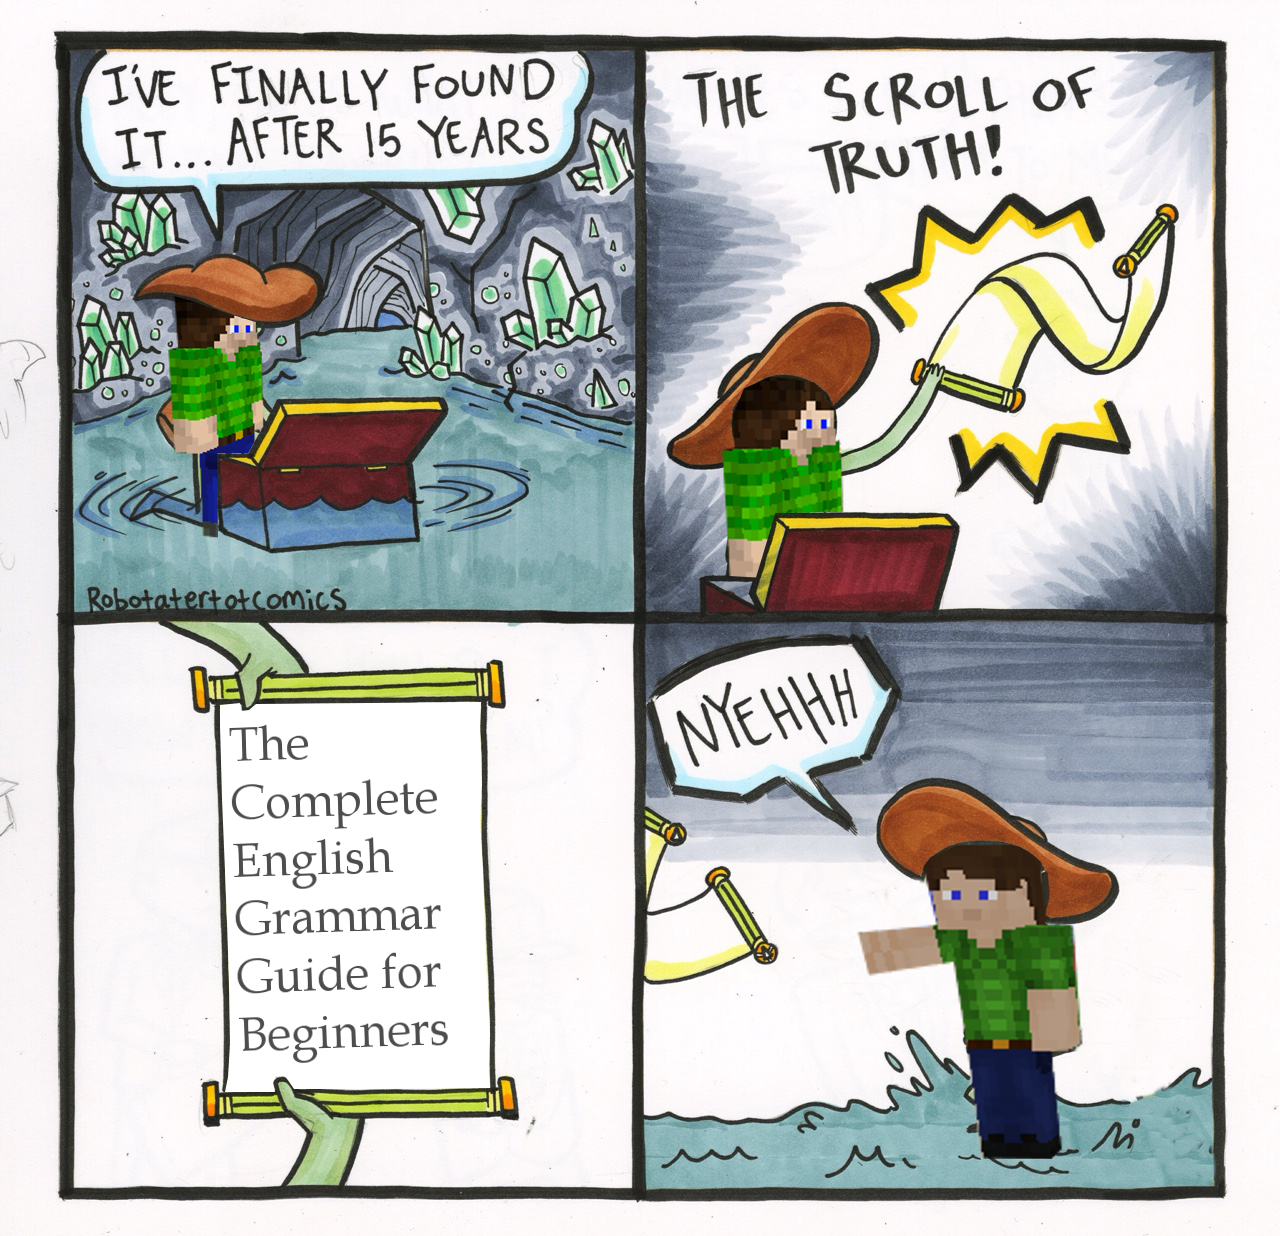 I'VE FINALLY FOUND
IT... AFTER 15 YEARS
THE SCROLL OF
TRUTH!
Robotatertotcomics
The
Complete
English
Grammar
Guide for
Beginners
NYEHHH